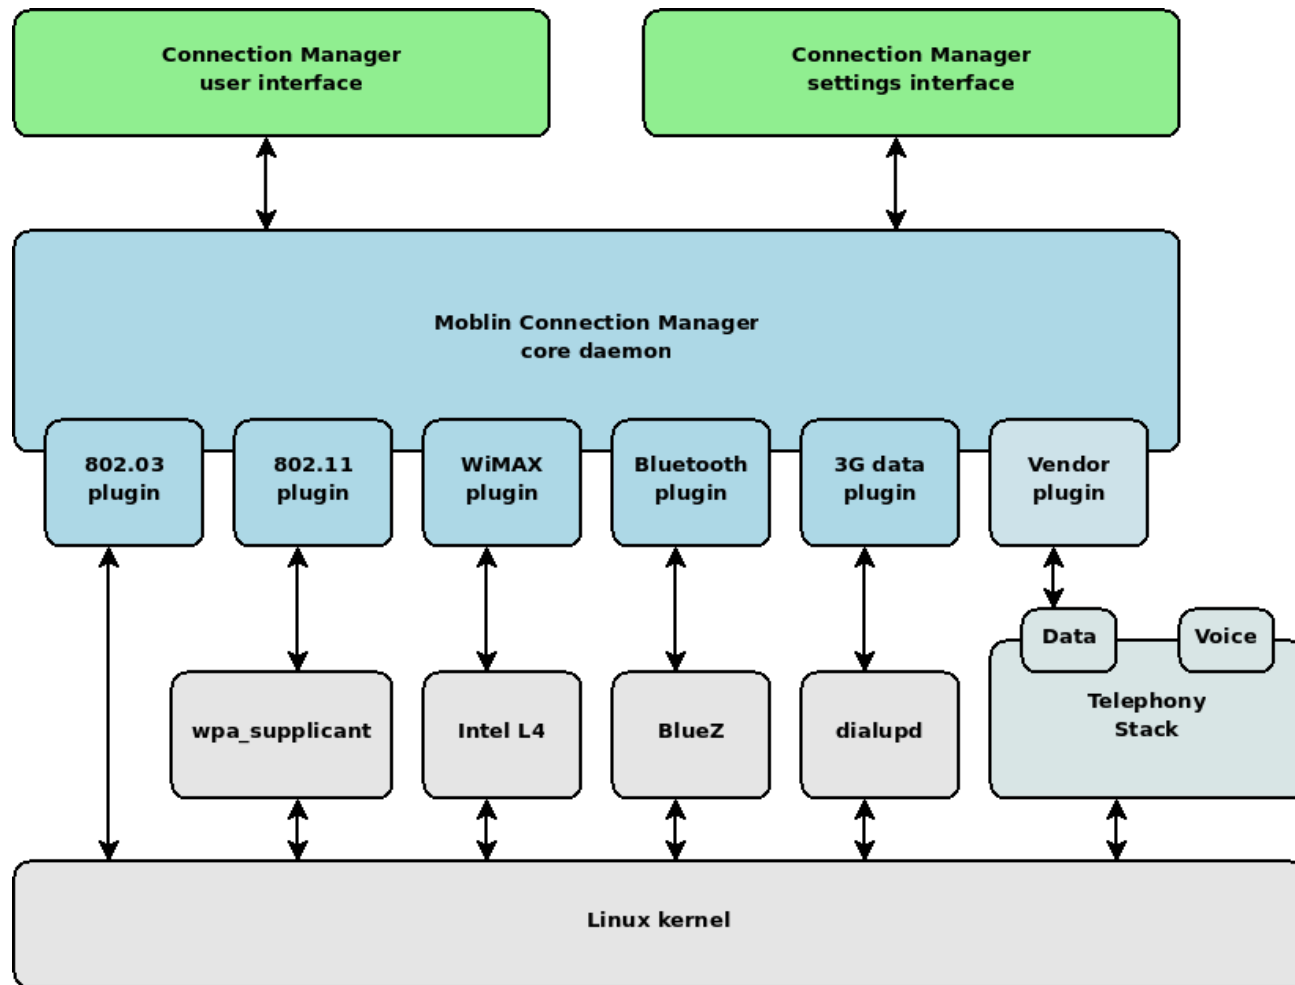 Connection Manager
user interface
Connection Manager
settings interface
Moblin Connection Manager
core daemon
802.03
plugin
802.11
plugin
WiMAX
plugin
Bluetooth
plugin
3G data
plugin
Vendor
plugin
Data
Voice
Telephony
Stack
wpa_supplicant
Intel L4
BlueZ
dialupd
Linux kernel